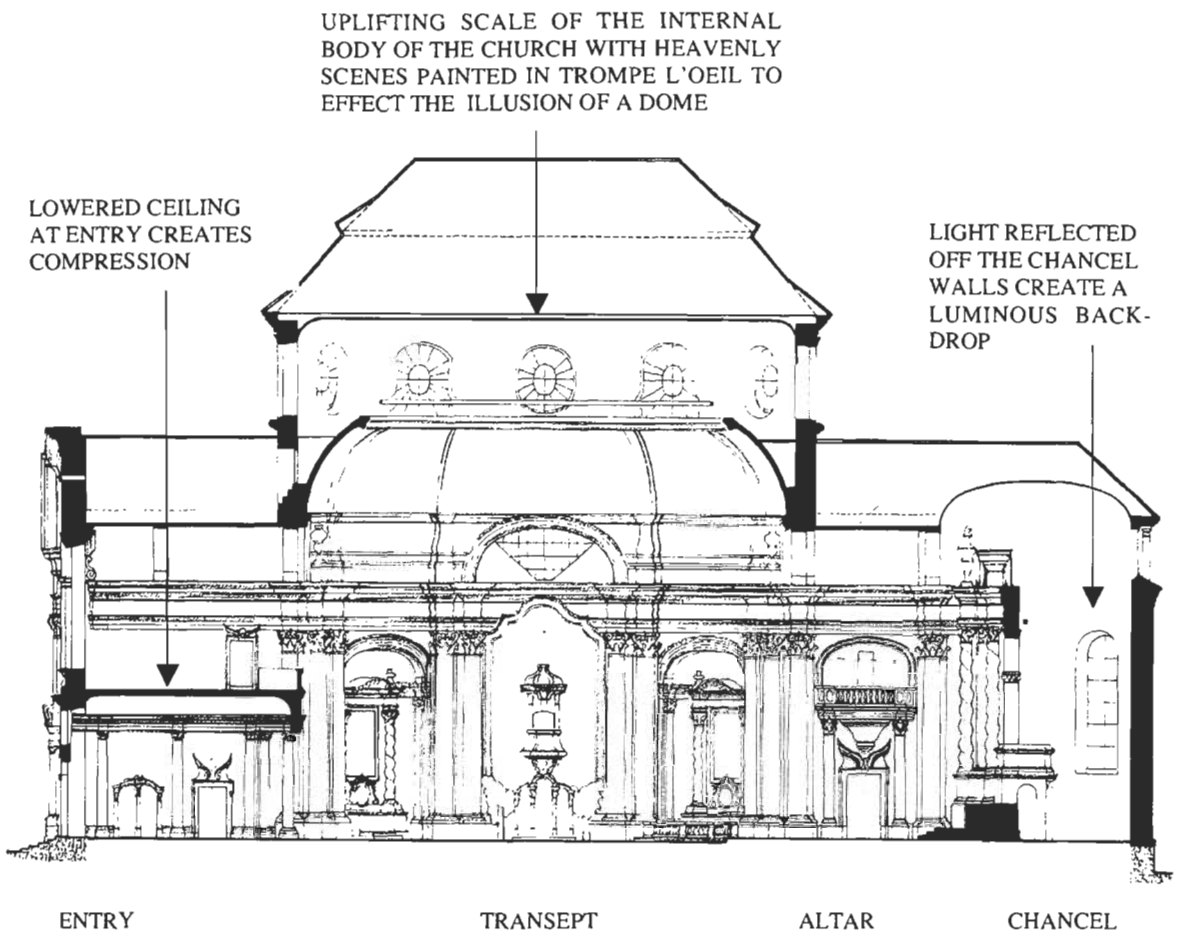 UPLIFTING SCALE OF THE INTERNAL
BODY OF THE CHURCH WITH HEAVENLY
SCENES PAINTED IN TROMPE L'OEIL TO
EFFECT THE ILLUSION OF A DOME
LOWERED CEILING
AT ENTRY CREATES
COMPRESSION
LIGHT REFLECTED
OFF THE CHANCEL
WALLS CREATE A
LUMINOUS BACK-
DROP
ENTRY TRANSEPT ALTAR CHANCEL